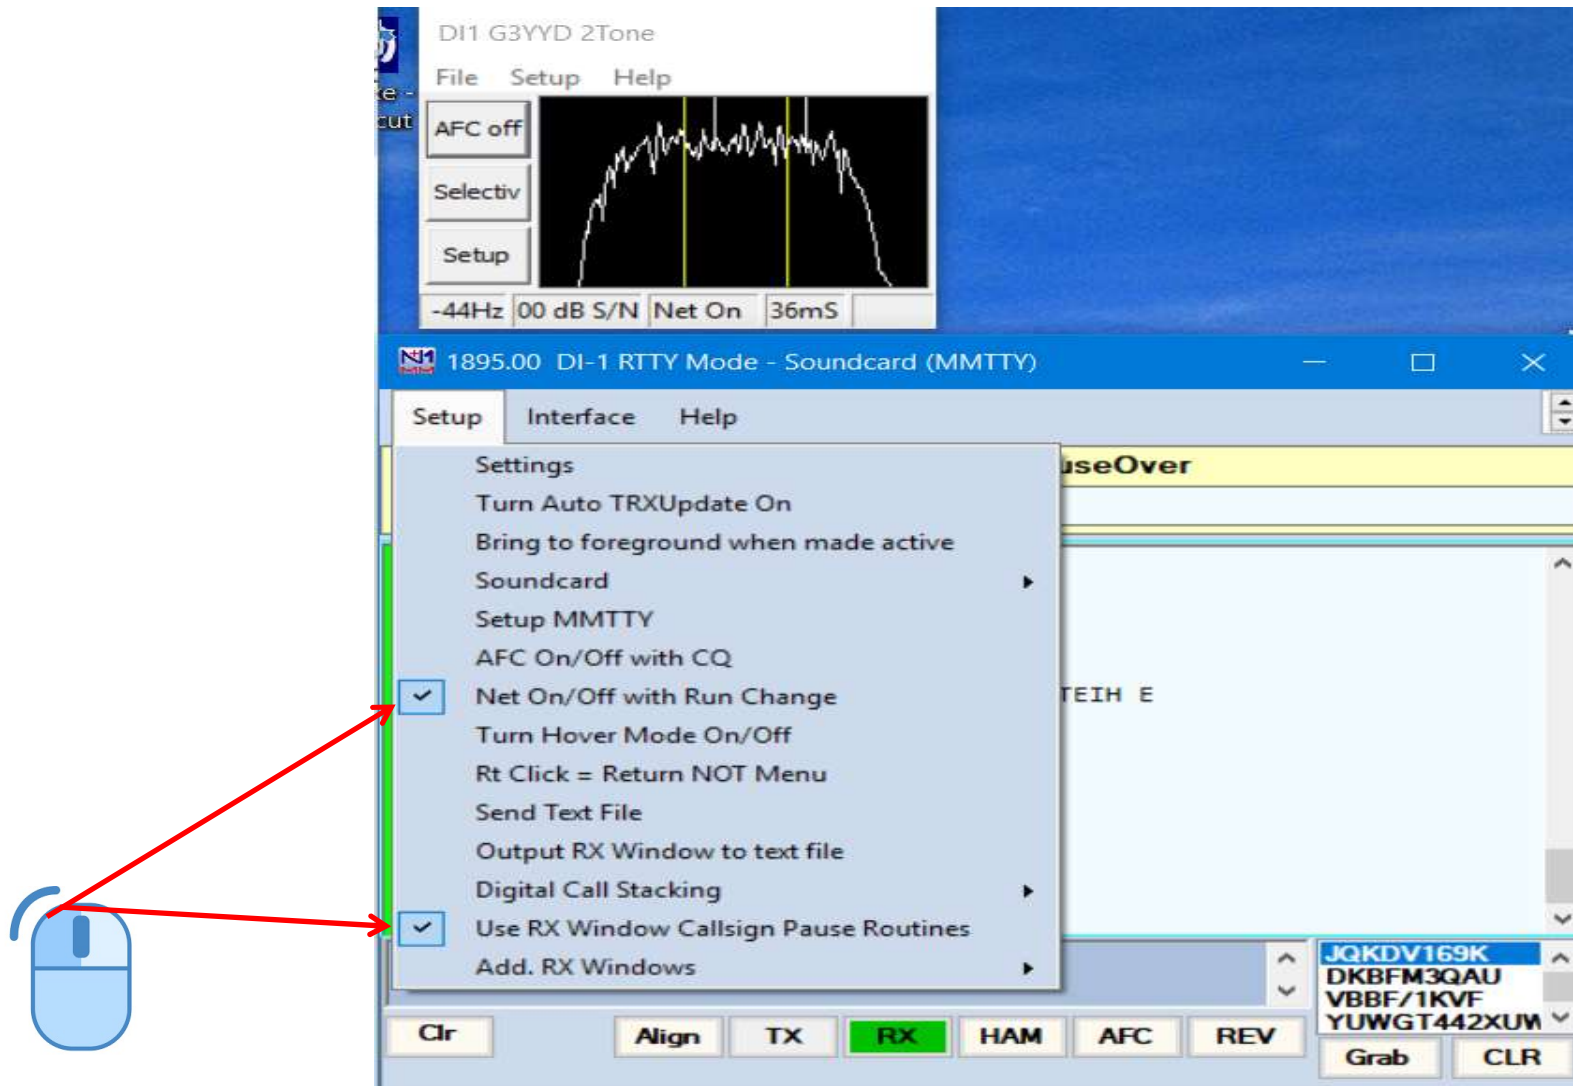 DI1 G3YYD 2Tone
File Setup Help
cut
AFC off
Selectiv
Setup
-44Hz 00 dB S/N Net On 36mS
1895.00 DI-1 RTTY Mode - Soundcard (MMTTY)
Setup Interface Help
Settings
useOver
Turn Auto TRXUpdate On
Bring to foreground when made active
Soundcard
Setup MMTTY
AFC On/Off with CQ
Net On/Off with Run Change
TEIH E
Turn Hover Mode On/Off
Rt Click = Return NOT Menu
Send Text File
Output RX Window to text file
Digital Call Stacking
Use RX Window Callsign Pause Routines
Add. RX Windows
JQKDV169K
DKBFM3QAU
VBBF/1KVF
YUWGT442XUW
Clr Align TX RX HAM AFC REV
Grab CLR